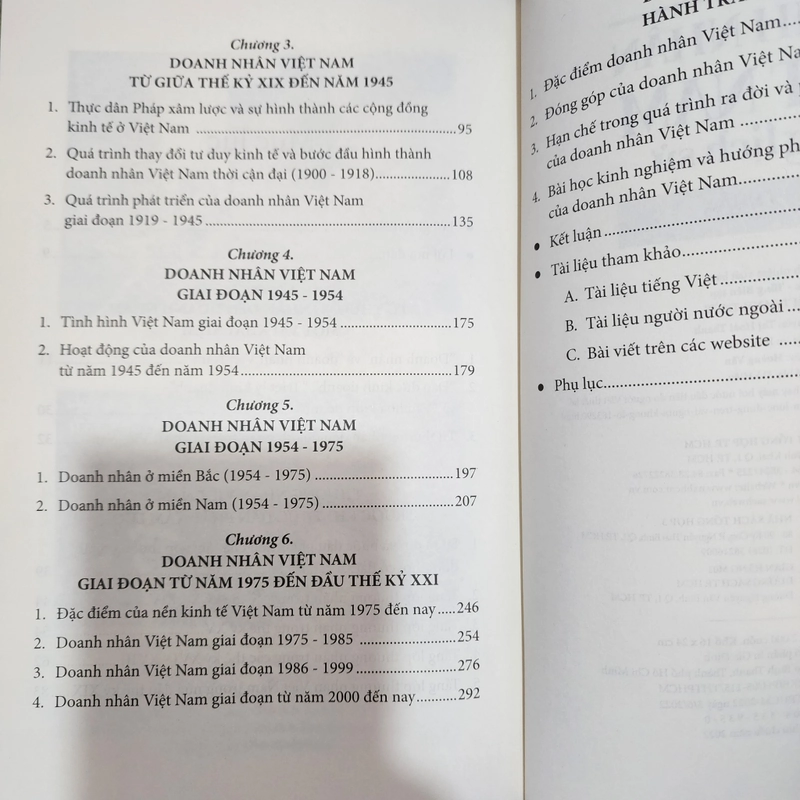 Chương 3.
DOANH NHÂN VIỆT NAM
TỪ GIỮA THẾ KỶ XIX ĐẾN NĂM 1945
1. Thực dân Pháp xâm lược và sự hình thành các cộng đồng
kinh tế ở Việt Nam ........ 95
2. Quá trình thay đổi tư duy kinh tế và bước đầu hình thành
doanh nhân Việt Nam thời cận đại (1900 - 1918)........ 108
3. Quá trình phát triển của doanh nhân Việt Nam
giai đoạn 1919 - 1945 ........ 135
Chương 4.
DOANH NHÂN VIỆT NAM
GIAI ĐOẠN 1945 - 1954
1. Tình hình Việt Nam giai đoạn 1945 - 1954 ........ 175
2. Hoạt động của doanh nhân Việt Nam
từ năm 1945 đến năm 1954 ........ 179
Chương 5.
DOANH NHÂN VIỆT NAM
GIAI ĐOẠN 1954 - 1975
1. Doanh nhân ở miền Bắc (1954 - 1975) ........ 197
2. Doanh nhân ở miền Nam (1954 - 1975) ........ 207
Chương 6.
DOANH NHÂN VIỆT NAM
GIAI ĐOẠN TỪ NĂM 1975 ĐẾN ĐẦU THẾ KỶ XXI
1. Đặc điểm của nền kinh tế Việt Nam từ năm 1975 đến nay ..... 246
2. Doanh nhân Việt Nam giai đoạn 1975 - 1985 ........ 254
3. Doanh nhân Việt Nam giai đoạn 1986 - 1999 ........ 276
4. Doanh nhân Việt Nam giai đoạn từ năm 2000 đến nay ........ 292
HÀNH TRA
1. Đặc điểm doanh nhân Việt Nam ........
2. Đóng góp của doanh nhân Việt Na
3. Hạn chế trong quá trình ra đời và
của doanh nhân Việt Nam ........
4. Bài học kinh nghiệm và hướng ph
của doanh nhân Việt Nam ........
• Kết luận ........
• Tài liệu tham khảo ........
A. Tài liệu tiếng Việt ........
B. Tài liệu người nước ngoài ........
C. Bài viết trên các website ........
• Phụ lục ........